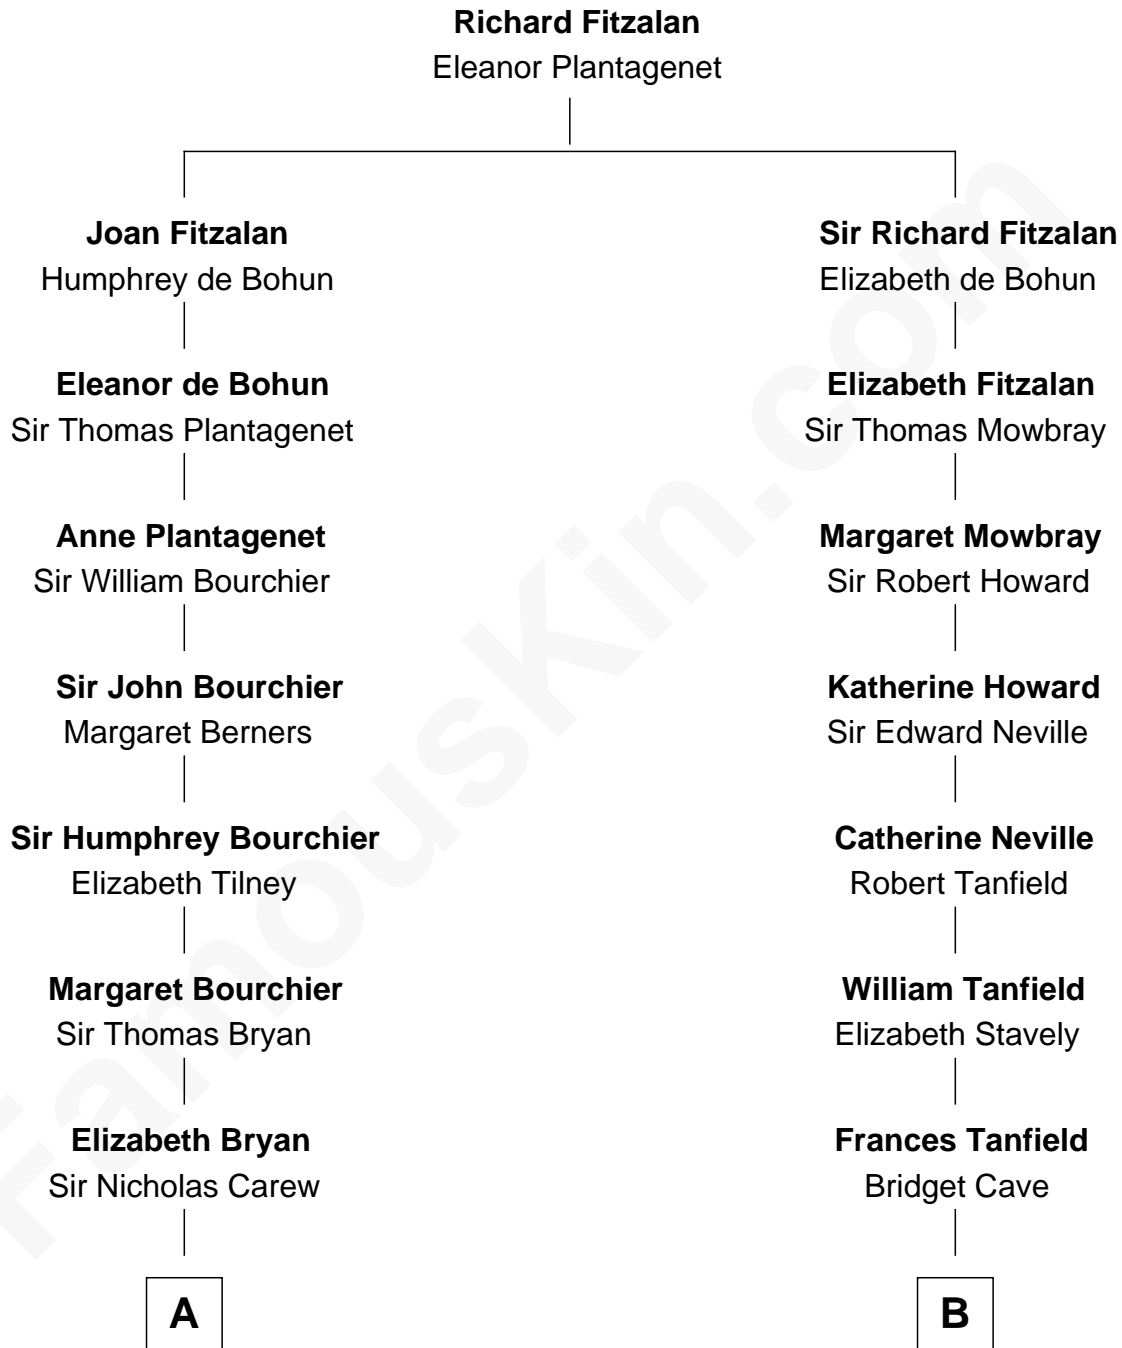 Richard Fitzalan
Eleanor Plantagenet
Joan Fitzalan
Humphrey de Bohun
Sir Richard Fitzalan
Elizabeth de Bohun
Eleanor de Bohun
Sir Thomas Plantagenet
Elizabeth Fitzalan
Sir Thomas Mowbray
Anne Plantagenet
Sir William Bourchier
Margaret Mowbray
Sir Robert Howard
Sir John Bourchier
Margaret Berners
Katherine Howard
Sir Edward Neville
Sir Humphrey Bourchier
Elizabeth Tilney
Catherine Neville
Robert Tanfield
Margaret Bourchier
Sir Thomas Bryan
William Tanfield
Elizabeth Stavely
Elizabeth Bryan
Sir Nicholas Carew
Frances Tanfield
Bridget Cave
A
B
FamousKin.com